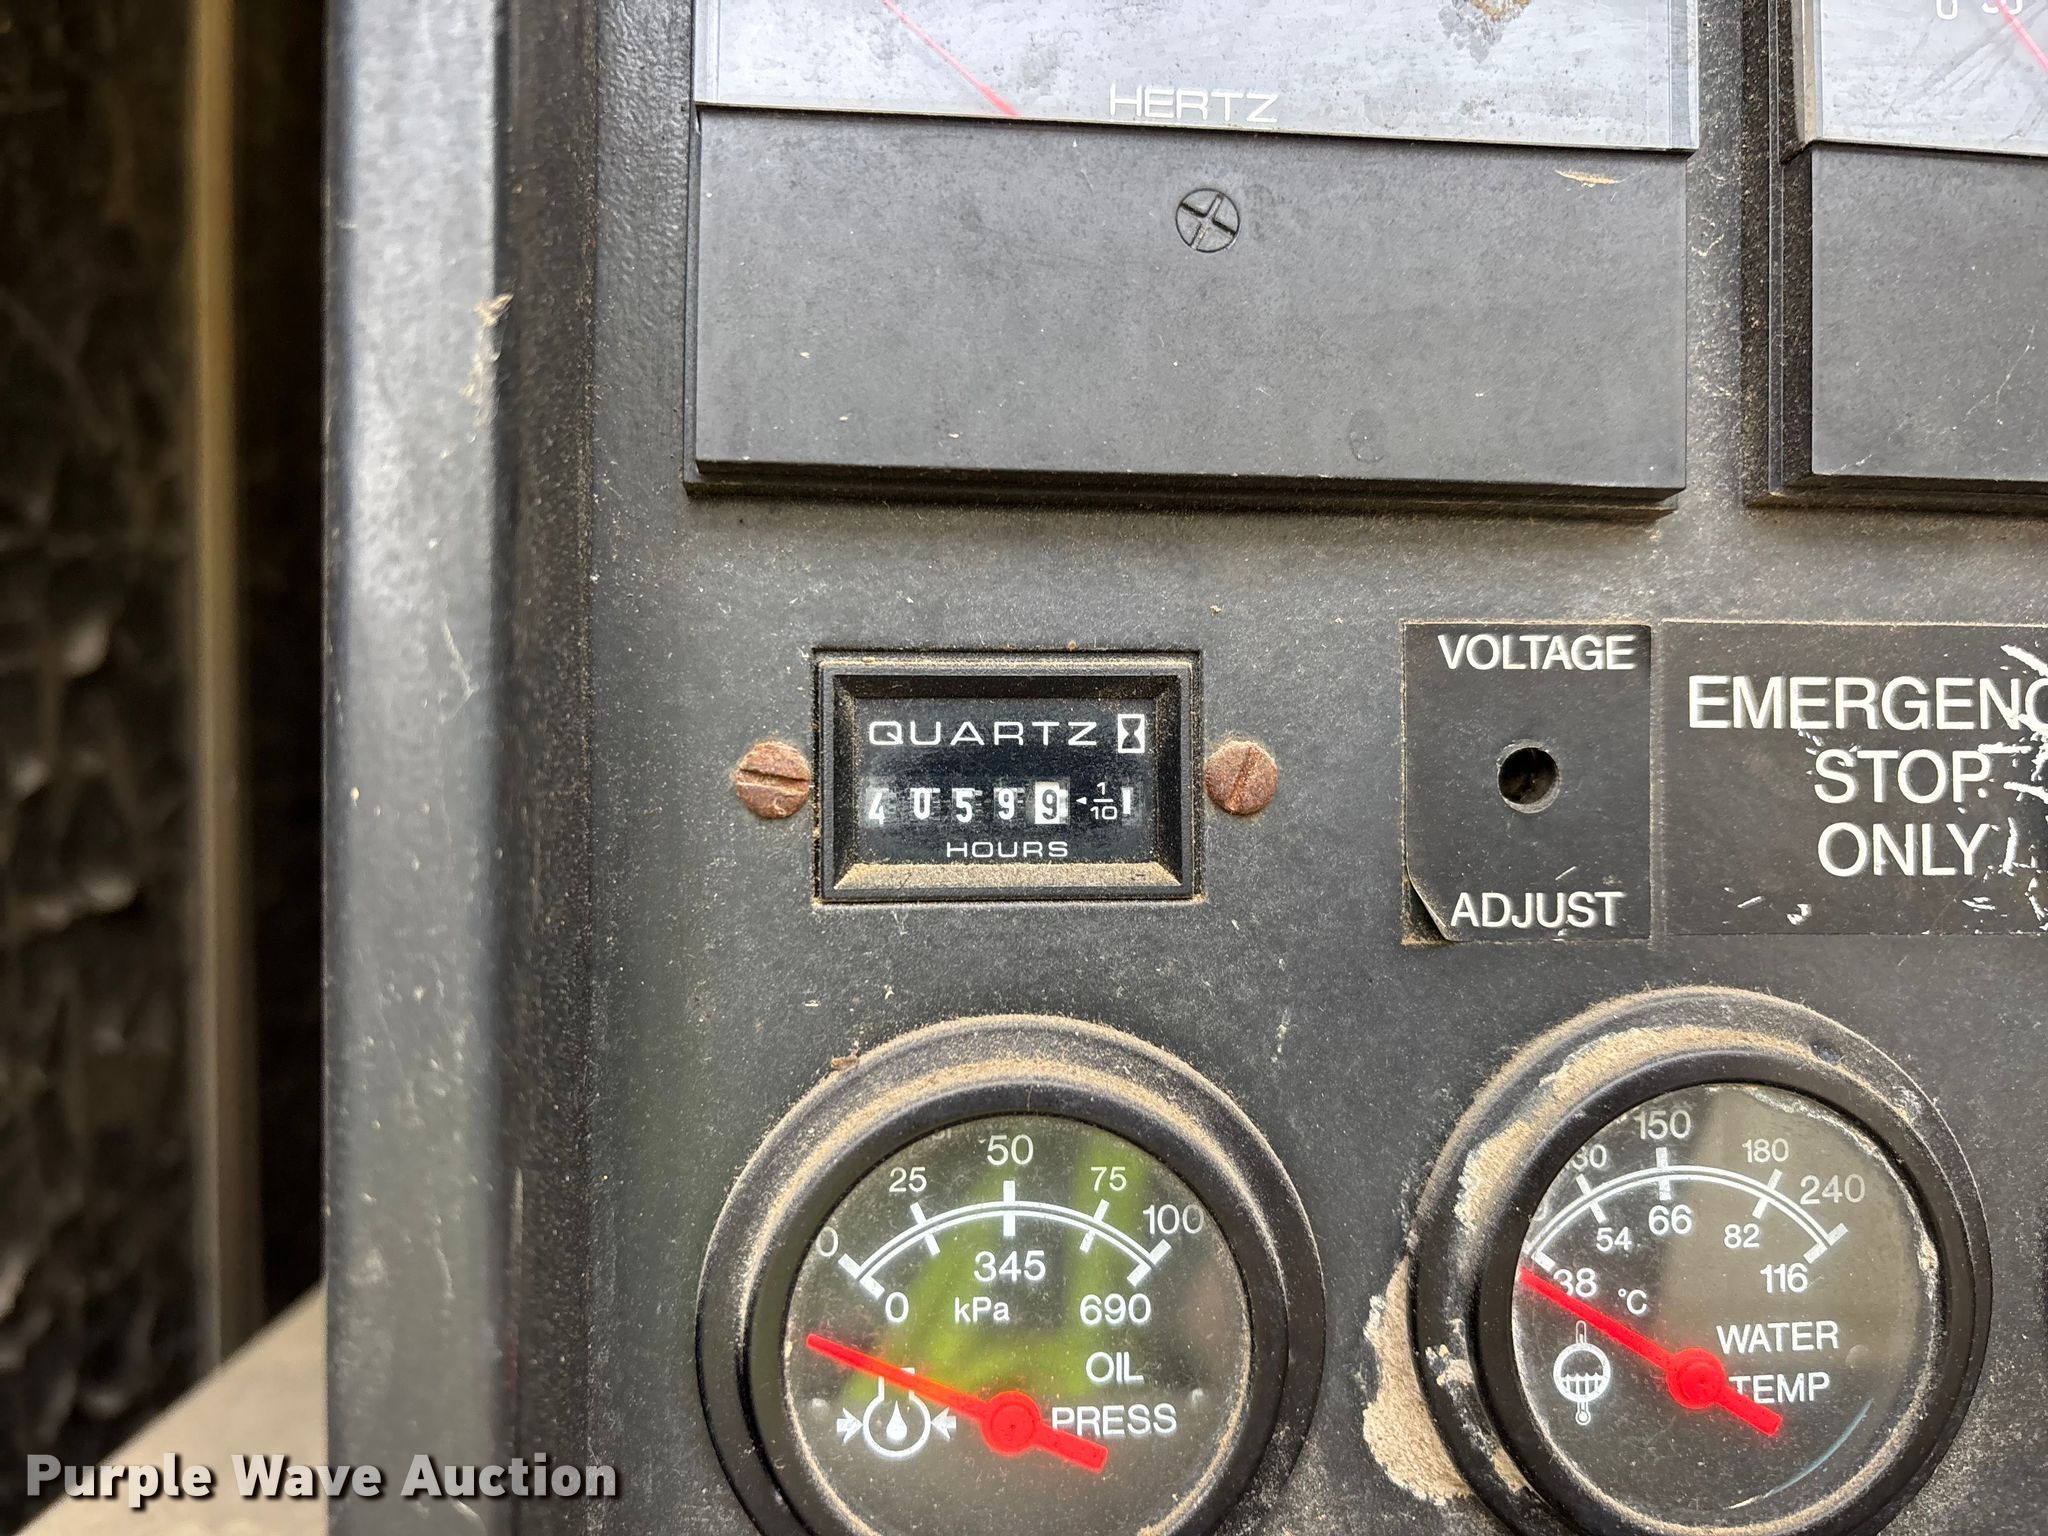 HERTZ
QUARTZ
40599 1/10 1
HOURS
VOLTAGE
ADJUST
EMERGENC
STOP
ONLY
0 25 50 75 100
0 345 690
kPa
OIL
PRESS
150 180 240
38 54 66 82 116
°C
WATER
TEMP
Purple Wave Auction